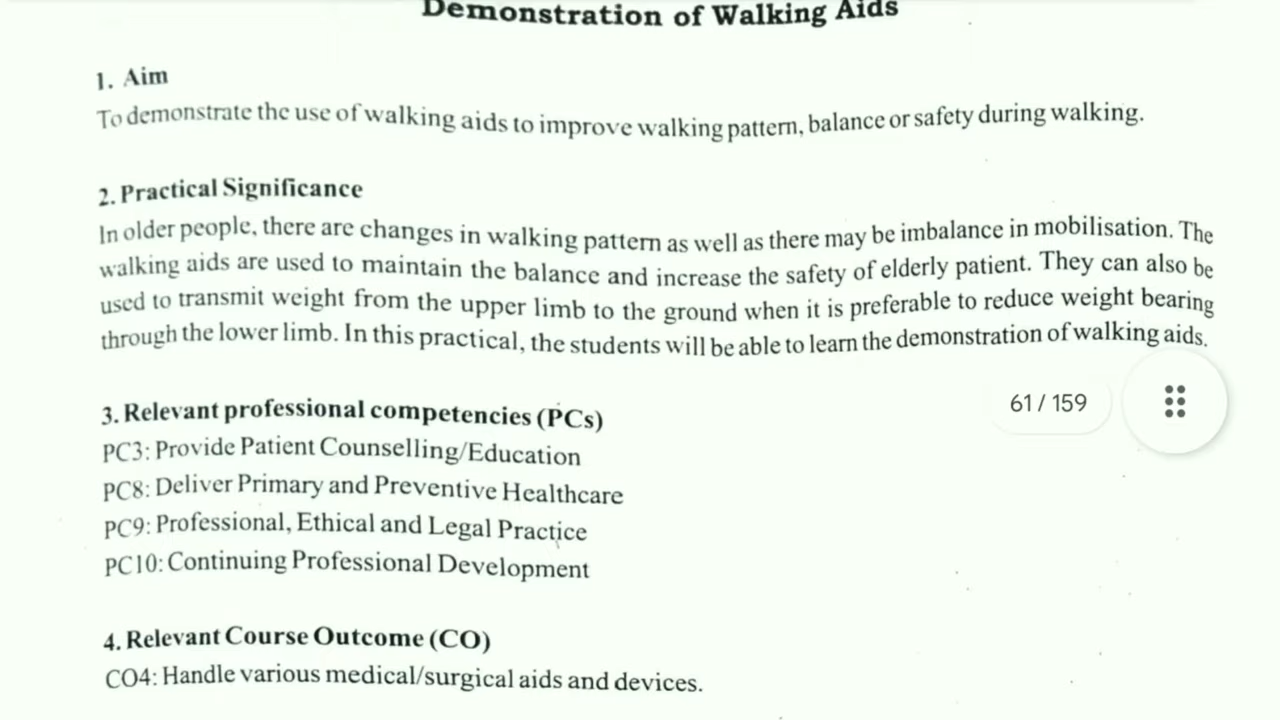 Demonstration of Walking Aids
1. Aim
To demonstrate the use of walking aids to improve walking pattern, balance or safety during walking.
2. Practical Significance
In older people, there are changes in walking pattern as well as there may be imbalance in mobilisation. The
walking aids are used to maintain the balance and increase the safety of elderly patient. They can also be
used to transmit weight from the upper limb to the ground when it is preferable to reduce weight bearing
through the lower limb. In this practical, the students will be able to learn the demonstration of walking aids.
3. Relevant professional competencies (PCs)
61 / 159
PC3: Provide Patient Counselling/Education
PC8: Deliver Primary and Preventive Healthcare
PC9: Professional, Ethical and Legal Practice
PC10: Continuing Professional Development
4. Relevant Course Outcome (CO)
CO4: Handle various medical/surgical aids and devices.